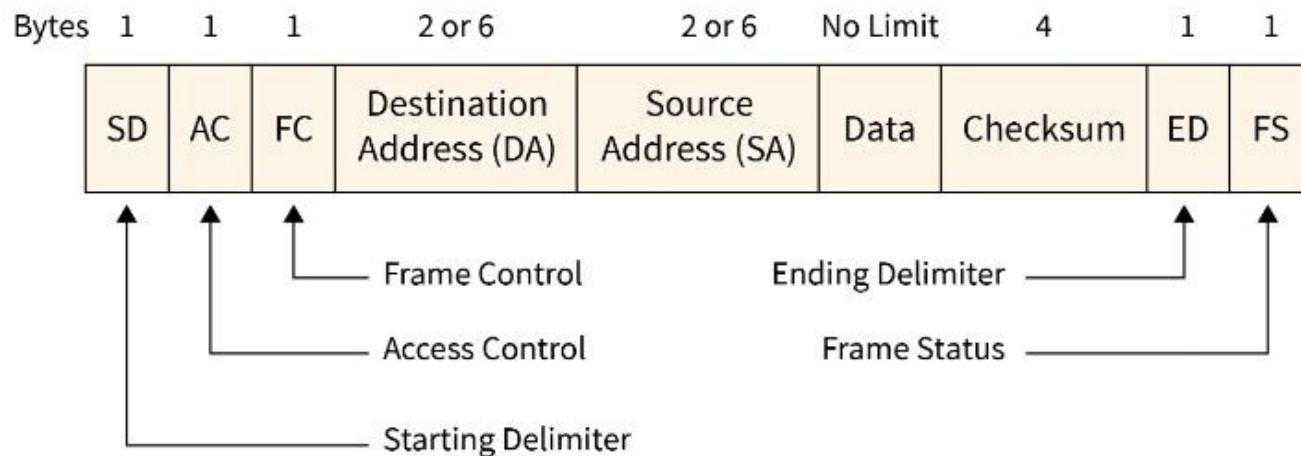 Bytes 1 1 1 2 or 6 2 or 6 No Limit 4 1 1
SD AC FC Destination Address (DA) Source Address (SA) Data Checksum ED FS
Frame Control Ending Delimiter
Access Control Frame Status
Starting Delimiter